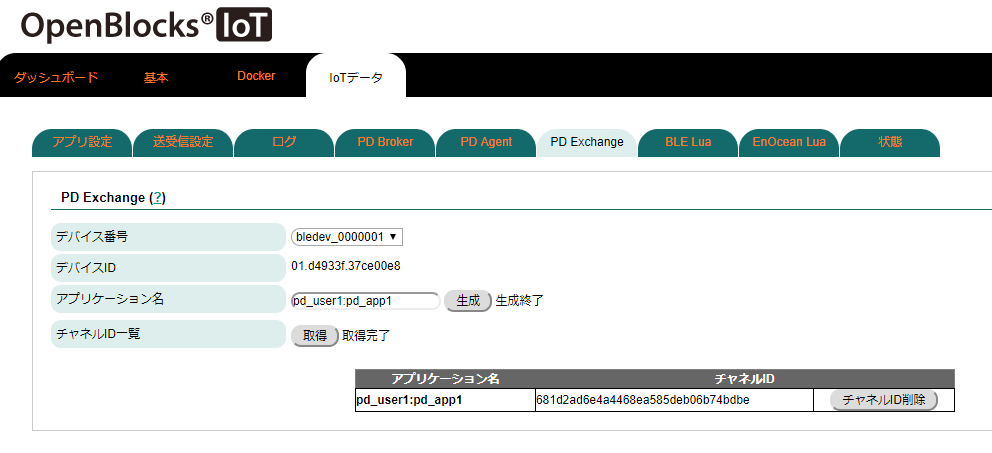 OpenBlocks® IoT
ダッシュボード 基本 Docker IoTデータ
アプリ設定 送受信設定 ログ PD Broker PD Agent PD Exchange BLE Lua EnOcean Lua 状態
PD Exchange (?)
デバイス番号 bledev_0000001 ▼
デバイスID 01.d4933f.37ce00e8
アプリケーション名 pd_user1:pd_app1 生成 生成終了
チャネルID一覧 取得 取得完了
アプリケーション名 チャネルID
pd_user1:pd_app1 681d2ad6e4a4468ea585deb06b74bdbe チャネルID削除